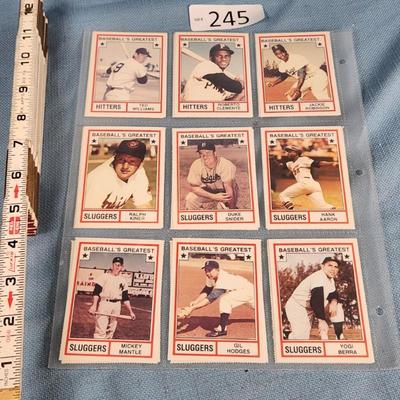 245
BASEBALL'S GREATEST
HITTERS
TED
WILLIAMS
BASEBALL'S GREATEST
HITTERS
ROBERTO
CLEMENTE
BASEBALL'S GREATEST
HITTERS
JACKIE
ROBINSON
BASEBALL'S GREATEST
SLUGGERS
RALPH
KINER
BASEBALL'S GREATEST
SLUGGERS
DUKE
SNIDER
BASEBALL'S GREATEST
SLUGGERS
HANK
AARON
BASEBALL'S GREATEST
SLUGGERS
MICKEY
MANTLE
BASEBALL'S GREATEST
SLUGGERS
GIL
HODGES
BASEBALL'S GREATEST
SLUGGERS
YOGI
BERRA
1
2
3
4
5
6
7
8
9
10
11
12